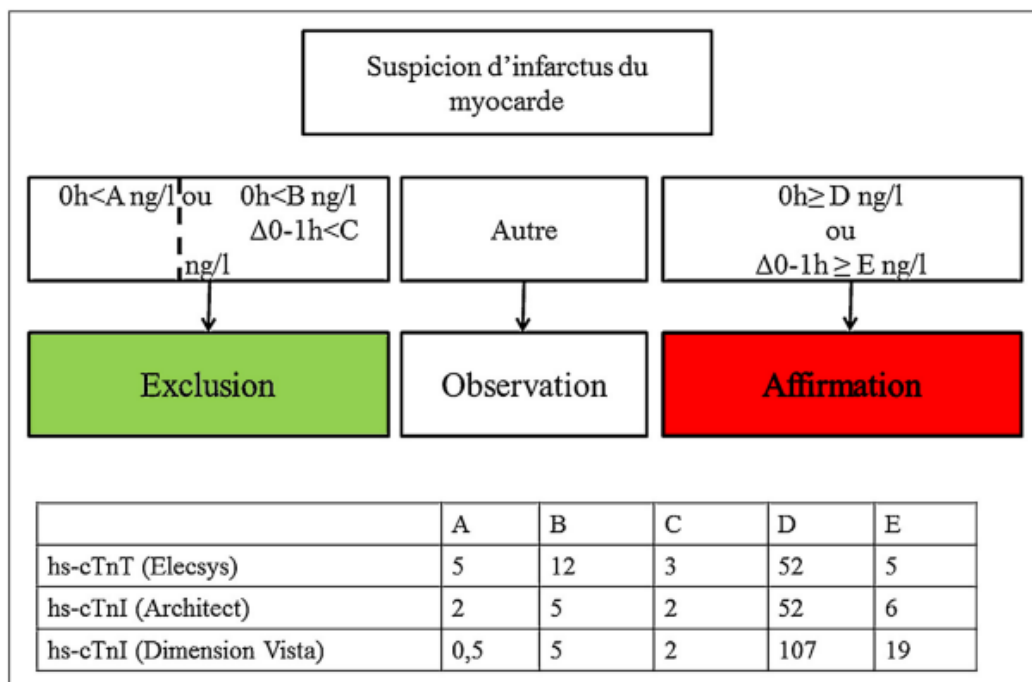 Suspicion d'infarctus du
myocarde
0h<A ng/l ou 0h<B ng/l
Δ0-1h<C
ng/l
Autre
0h≥ D ng/l
ou
Δ0-1h ≥ E ng/l
Exclusion
Observation
Affirmation
A B C D E
hs-cTnT (Elecsys) 5 12 3 52 5
hs-cTnI (Architect) 2 5 2 52 6
hs-cTnI (Dimension Vista) 0,5 5 2 107 19